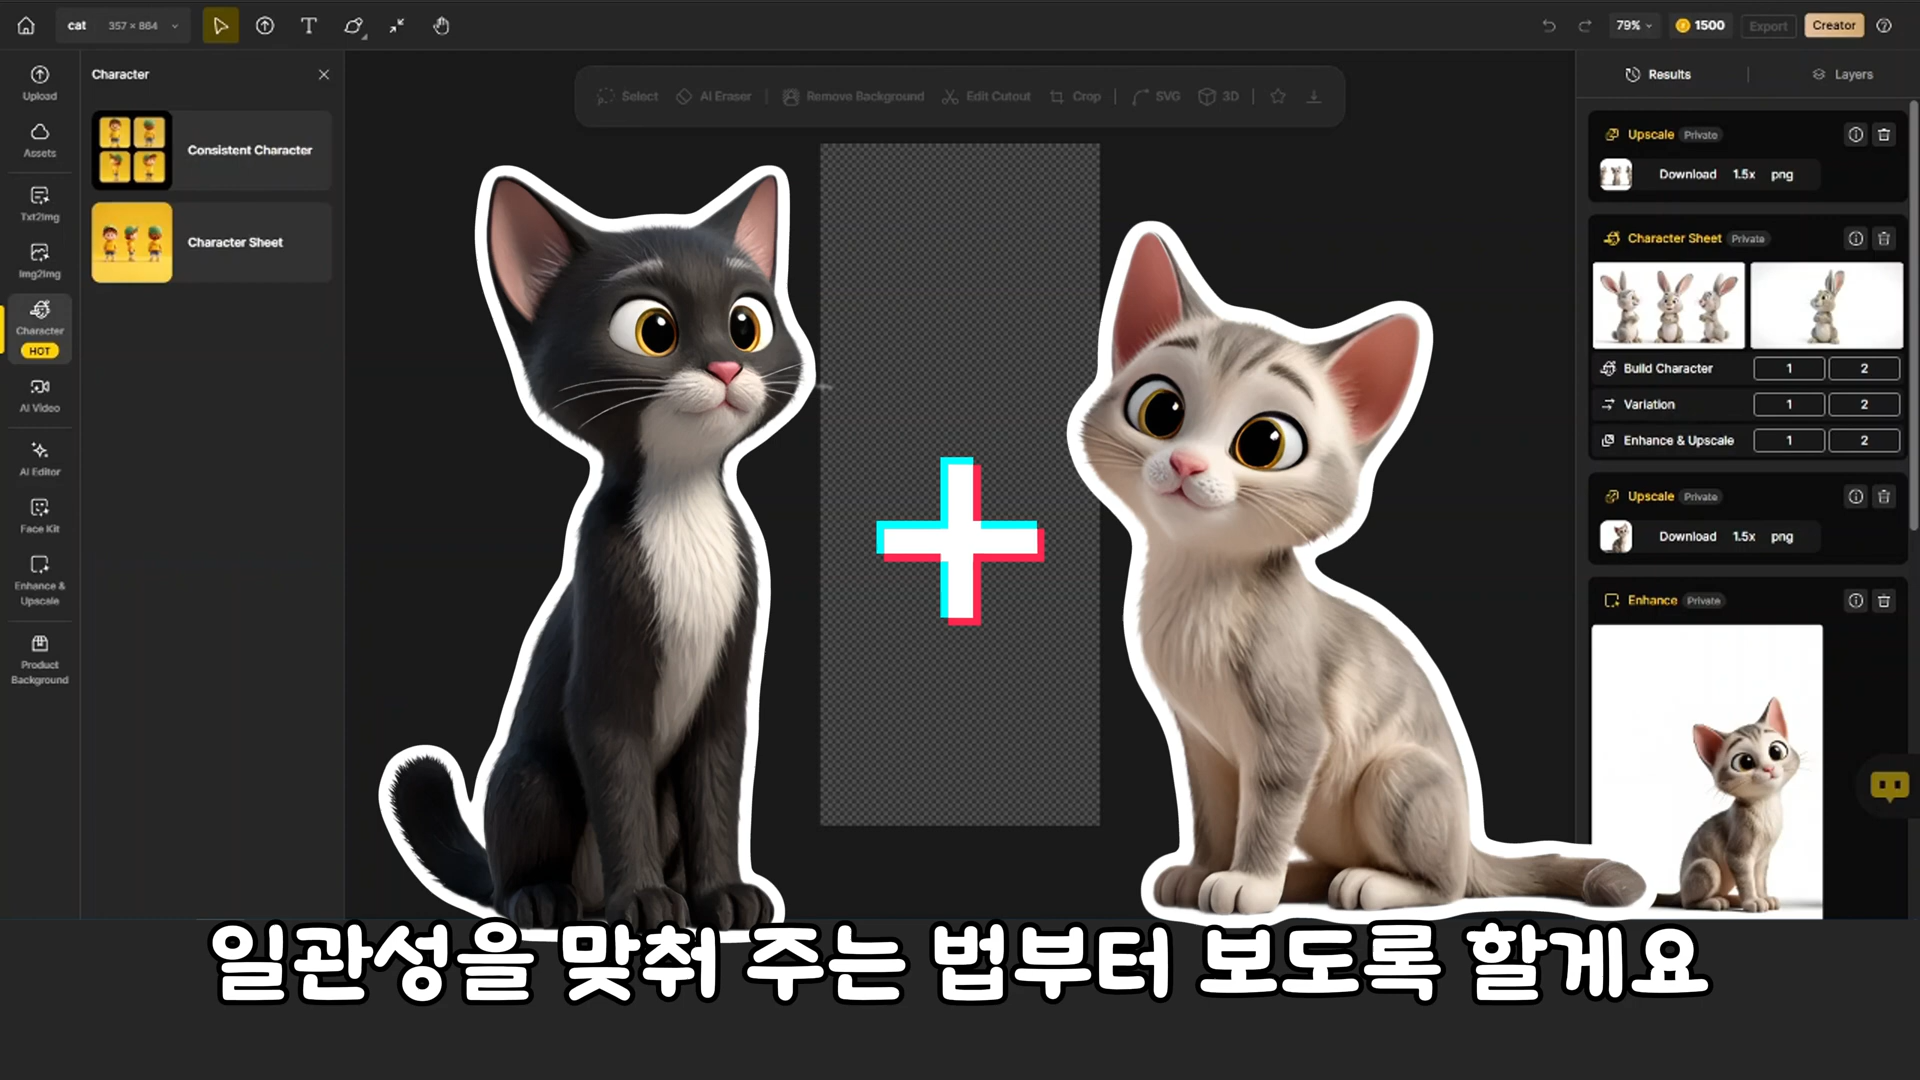 cat 357 × 864
79% 1500 Export Creator
Upload
Assets
Txt2Img
Img2Img
Character
HOT
AI Video
AI Editor
Face Kit
Enhance &
Upscale
Product
Background
Character
Consistent Character
Character Sheet
Select AI Eraser Remove Background Edit Cutout Crop SVG 3D
Results Layers
Upscale Private
Download 1.5x png
Character Sheet Private
Build Character 1 2
Variation 1 2
Enhance & Upscale 1 2
Upscale Private
Download 1.5x png
Enhance Private
일관성을 맞춰 주는 법부터 보도록 할게요